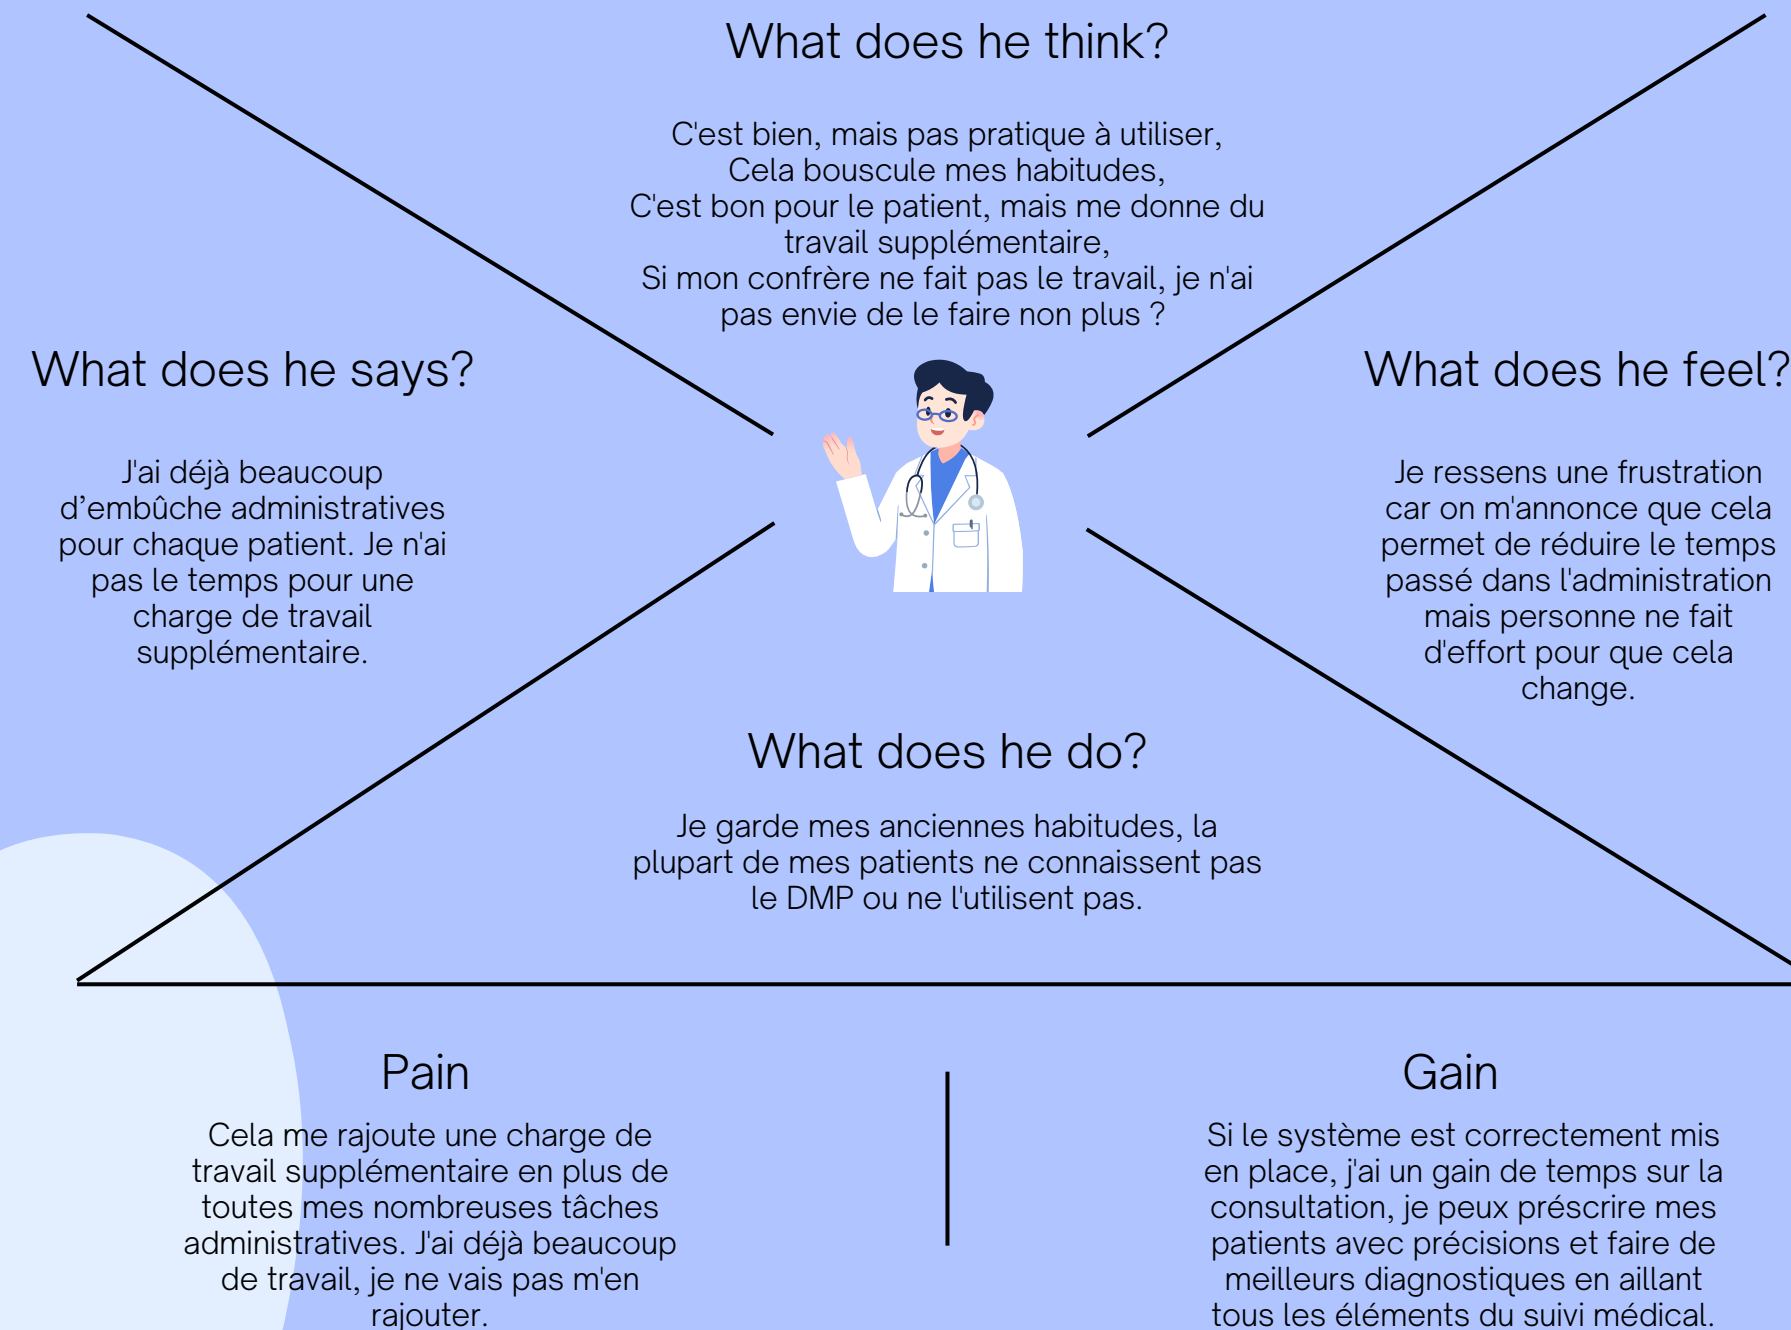 What does he think?
C'est bien, mais pas pratique à utiliser,
Cela bouscule mes habitudes,
C'est bon pour le patient, mais me donne du
travail supplémentaire,
Si mon confrère ne fait pas le travail, je n'ai
pas envie de le faire non plus ?
What does he says?
J'ai déjà beaucoup
d’embûche administratives
pour chaque patient. Je n'ai
pas le temps pour une
charge de travail
supplémentaire.
What does he feel?
Je ressens une frustration
car on m'annonce que cela
permet de réduire le temps
passé dans l'administration
mais personne ne fait
d'effort pour que cela
change.
What does he do?
Je garde mes anciennes habitudes, la
plupart de mes patients ne connaissent pas
le DMP ou ne l'utilisent pas.
Pain
Cela me rajoute une charge de
travail supplémentaire en plus de
toutes mes nombreuses tâches
administratives. J'ai déjà beaucoup
de travail, je ne vais pas m'en
rajouter.
Gain
Si le système est correctement mis
en place, j'ai un gain de temps sur la
consultation, je peux préscrire mes
patients avec précisions et faire de
meilleurs diagnostiques en aillant
tous les éléments du suivi médical.